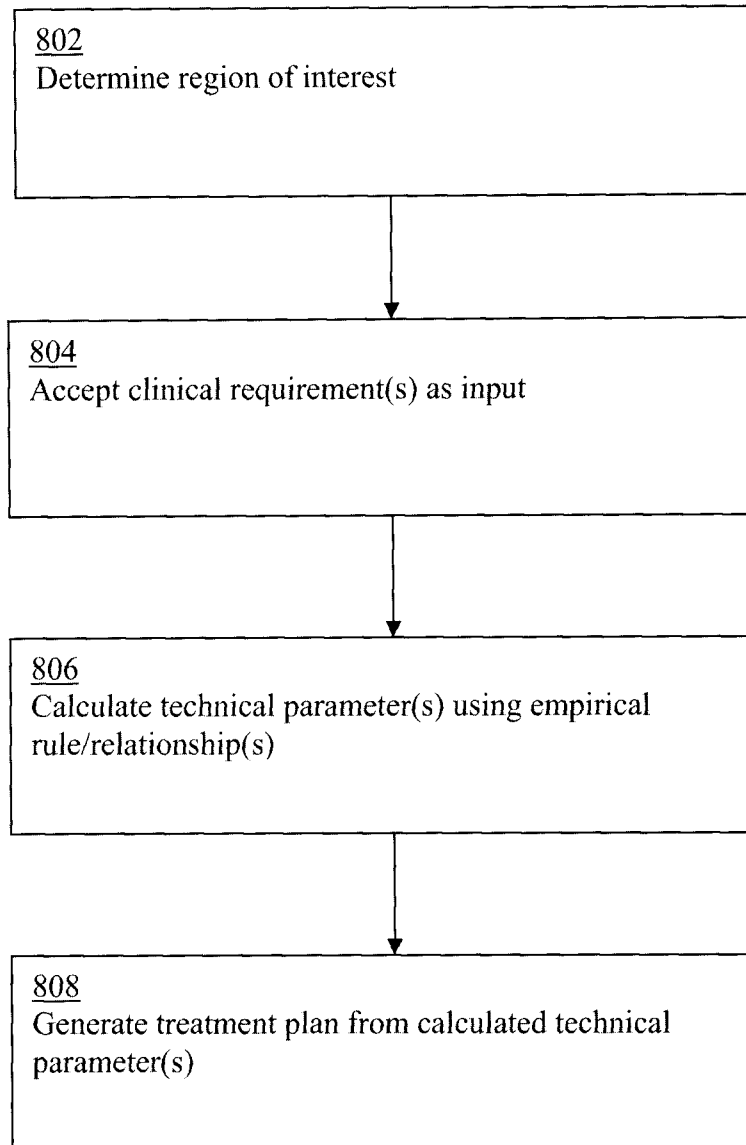 802
Determine region of interest
804
Accept clinical requirement(s) as input
806
Calculate technical parameter(s) using empirical
rule/relationship(s)
808
Generate treatment plan from calculated technical
parameter(s)